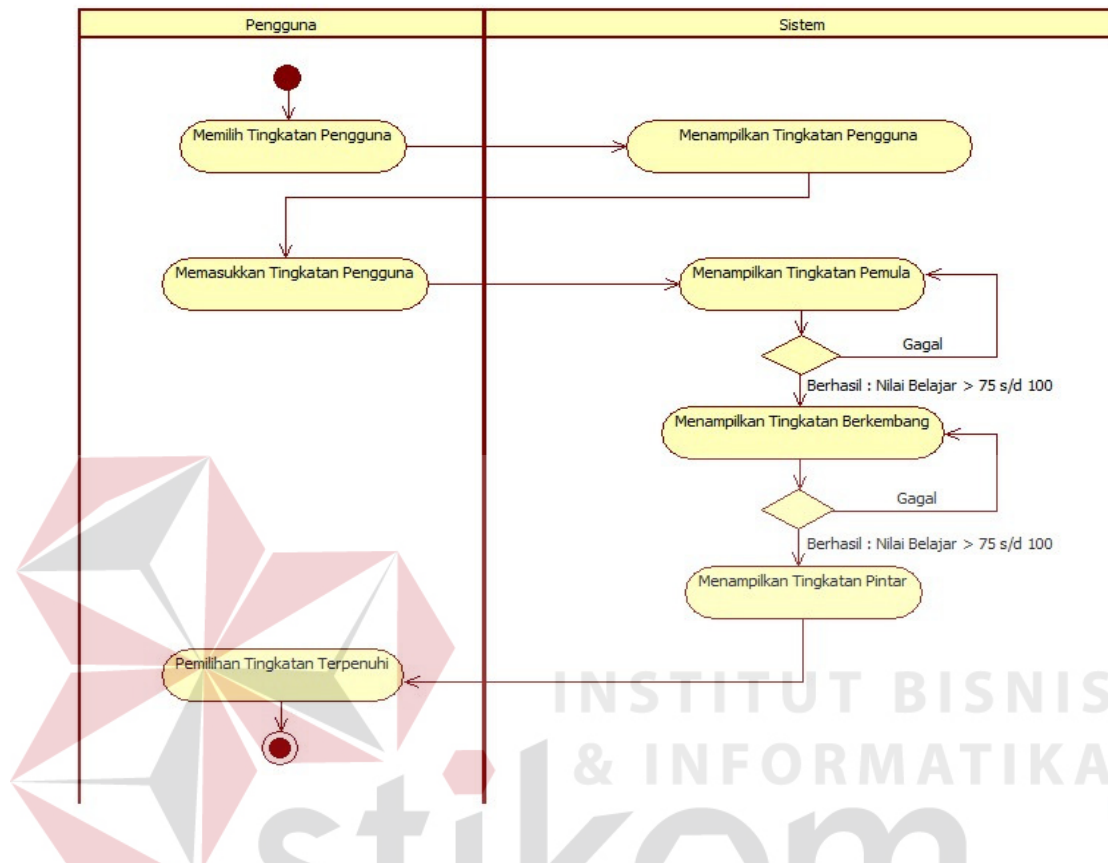 Pengguna
Sistem
Memilih Tingkatan Pengguna
Menampilkan Tingkatan Pengguna
Memasukkan Tingkatan Pengguna
Menampilkan Tingkatan Pemula
Gagal
Berhasil : Nilai Belajar > 75 s/d 100
Menampilkan Tingkatan Berkembang
Gagal
Berhasil : Nilai Belajar > 75 s/d 100
Menampilkan Tingkatan Pintar
Pemilihan Tingkatan Terpenuhi
INSTITUT BISNIS
& INFORMATIKA
stikom